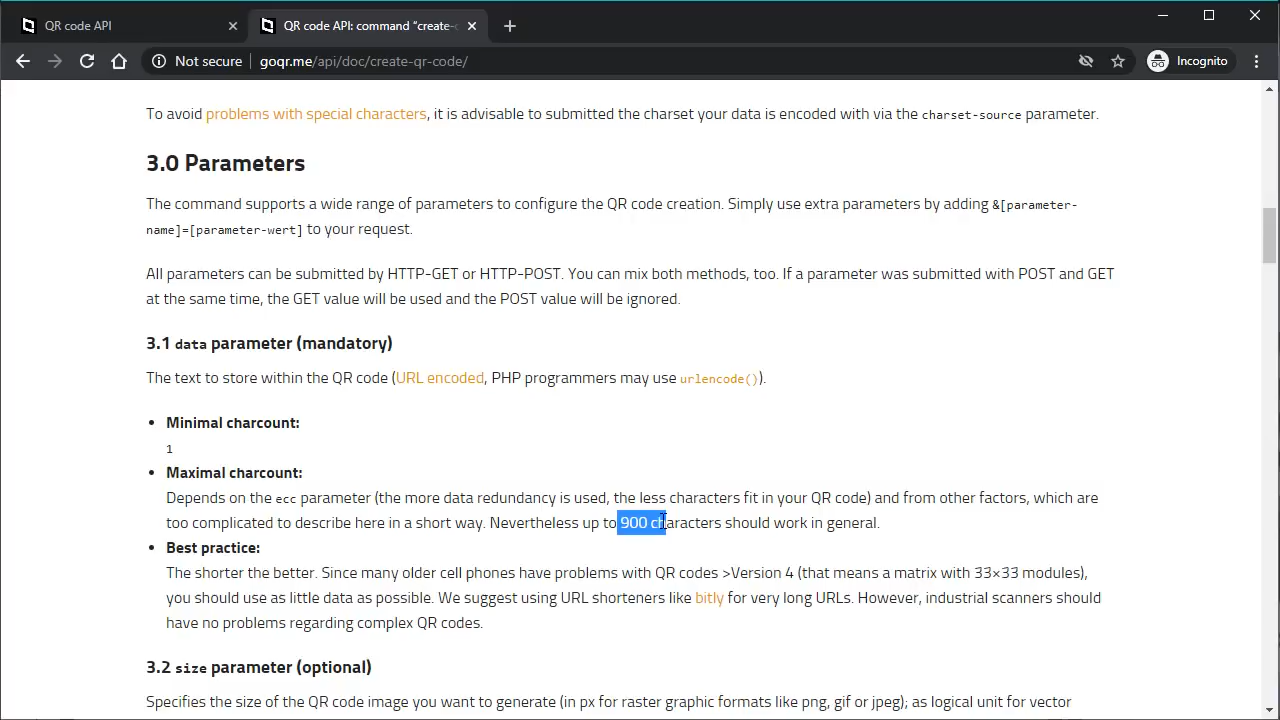 QR code API
QR code API: command "create-c
Not secure
goqr.me/api/doc/create-qr-code/
Incognito
To avoid problems with special characters, it is advisable to submitted the charset your data is encoded with via the charset-source parameter.
3.0 Parameters
The command supports a wide range of parameters to configure the QR code creation. Simply use extra parameters by adding &[parameter-
name]=[parameter-wert] to your request.
All parameters can be submitted by HTTP-GET or HTTP-POST. You can mix both methods, too. If a parameter was submitted with POST and GET
at the same time, the GET value will be used and the POST value will be ignored.
3.1 data parameter (mandatory)
The text to store within the QR code (URL encoded, PHP programmers may use urlencode()).
• Minimal charcount:
1
• Maximal charcount:
Depends on the ecc parameter (the more data redundancy is used, the less characters fit in your QR code) and from other factors, which are
too complicated to describe here in a short way. Nevertheless up to 900 characters should work in general.
• Best practice:
The shorter the better. Since many older cell phones have problems with QR codes >Version 4 (that means a matrix with 33×33 modules),
you should use as little data as possible. We suggest using URL shorteners like bitly for very long URLs. However, industrial scanners should
have no problems regarding complex QR codes.
3.2 size parameter (optional)
Specifies the size of the QR code image you want to generate (in px for raster graphic formats like png, gif or jpeg); as logical unit for vector